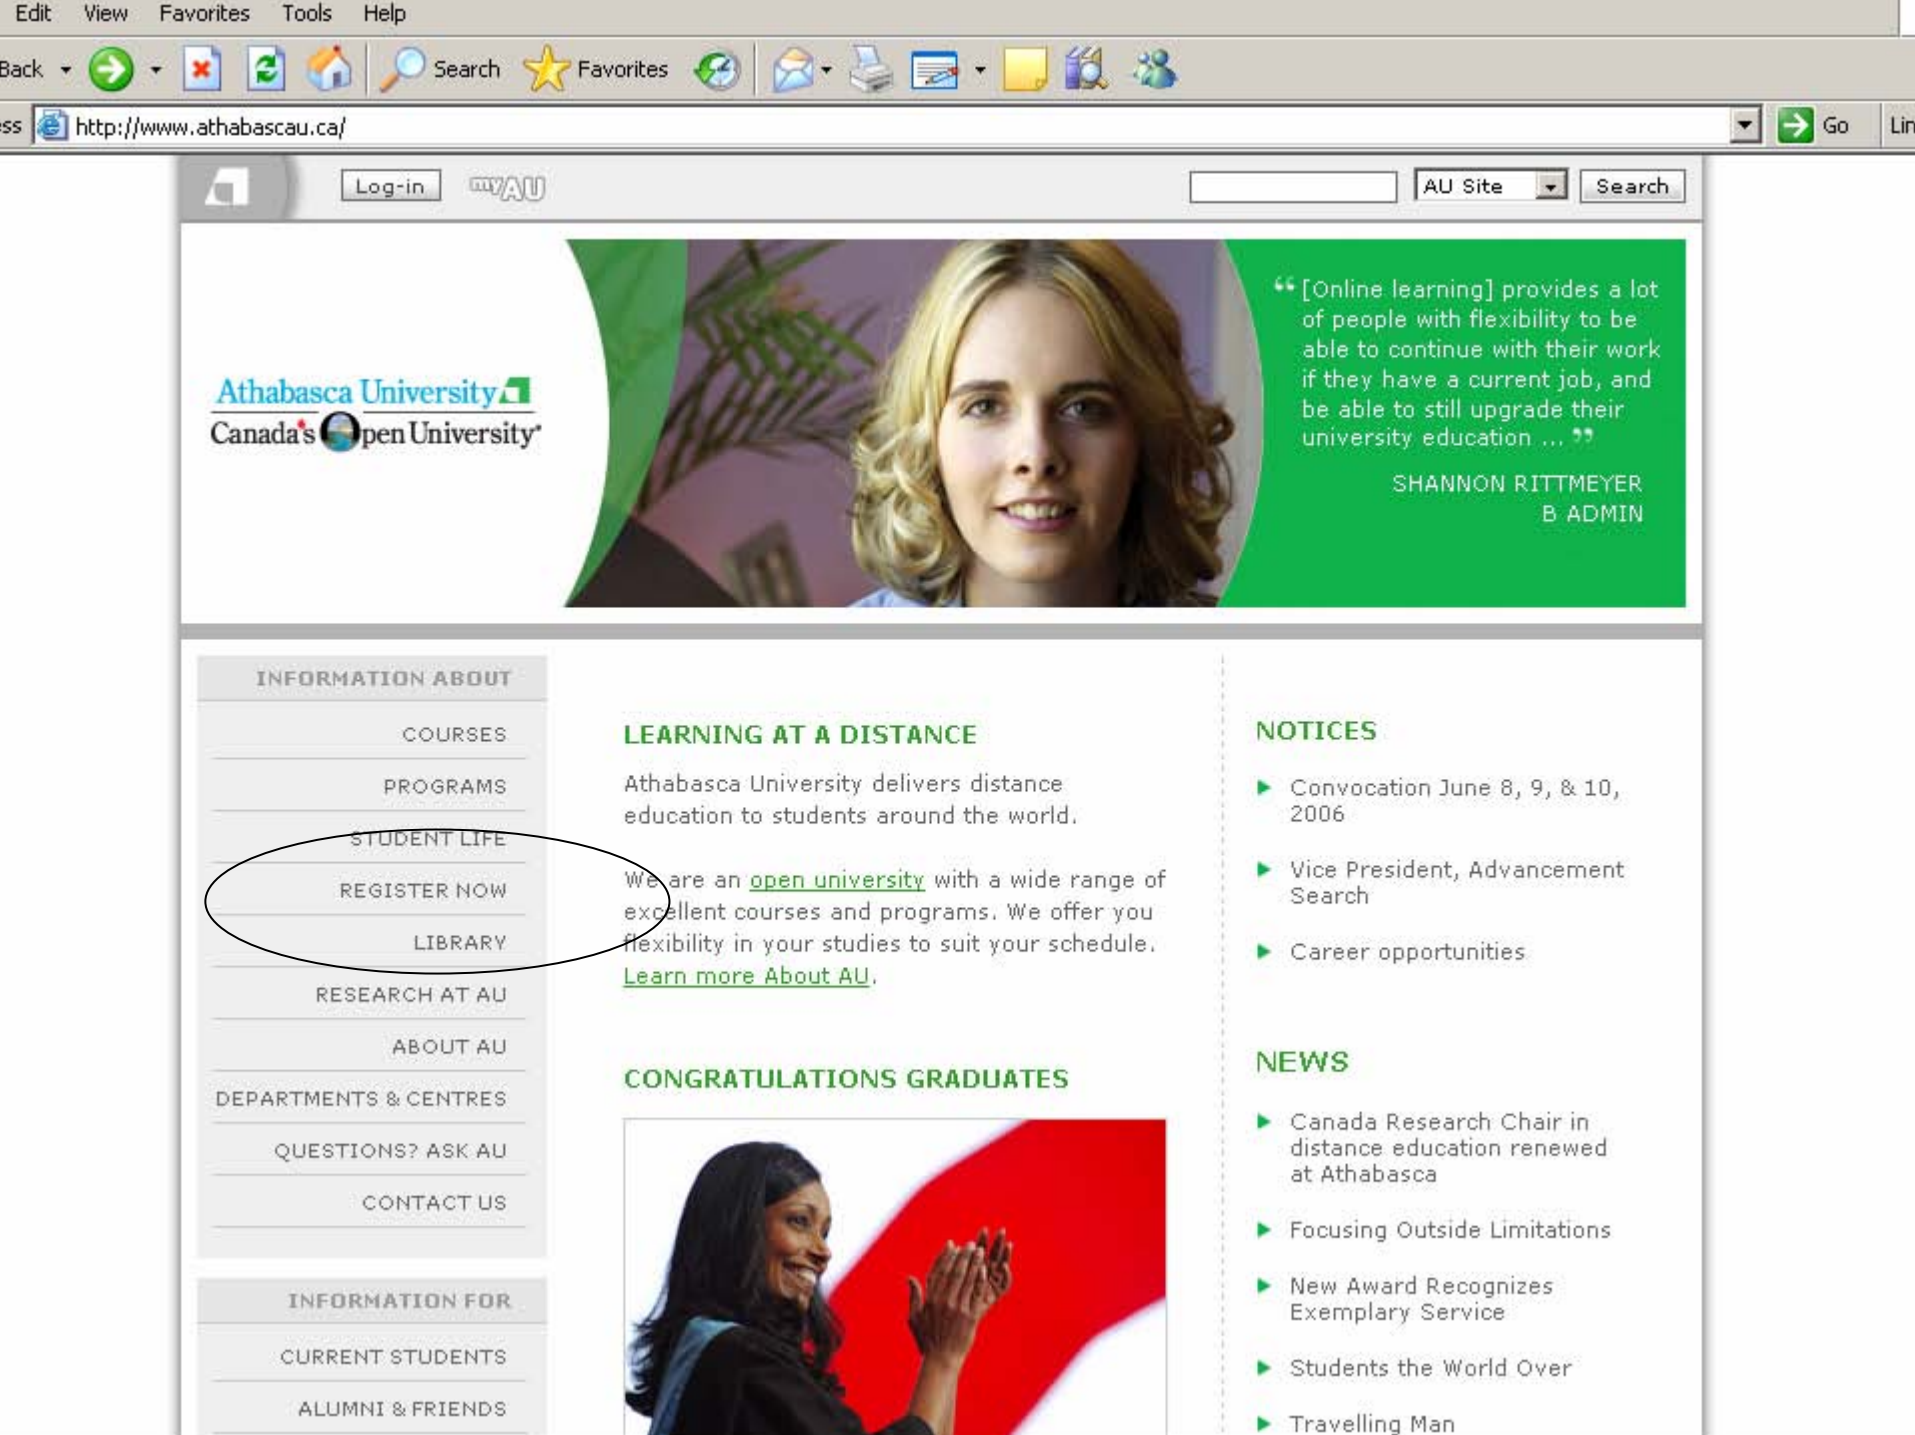 Edit View Favorites Tools Help
Back Search Favorites
ess http://www.athabascau.ca/ Go Lin
Log-in myAU AU Site Search
Athabasca University
Canada's Open University
“ [Online learning] provides a lot
of people with flexibility to be
able to continue with their work
if they have a current job, and
be able to still upgrade their
university education ... ”
SHANNON RITTMEYER
B ADMIN
INFORMATION ABOUT
COURSES
PROGRAMS
STUDENT LIFE
REGISTER NOW
LIBRARY
RESEARCH AT AU
ABOUT AU
DEPARTMENTS & CENTRES
QUESTIONS? ASK AU
CONTACT US
INFORMATION FOR
CURRENT STUDENTS
ALUMNI & FRIENDS
LEARNING AT A DISTANCE
Athabasca University delivers distance
education to students around the world.
We are an open university with a wide range of
excellent courses and programs. We offer you
flexibility in your studies to suit your schedule.
Learn more About AU.
CONGRATULATIONS GRADUATES
NOTICES
Convocation June 8, 9, & 10,
2006
Vice President, Advancement
Search
Career opportunities
NEWS
Canada Research Chair in
distance education renewed
at Athabasca
Focusing Outside Limitations
New Award Recognizes
Exemplary Service
Students the World Over
Travelling Man